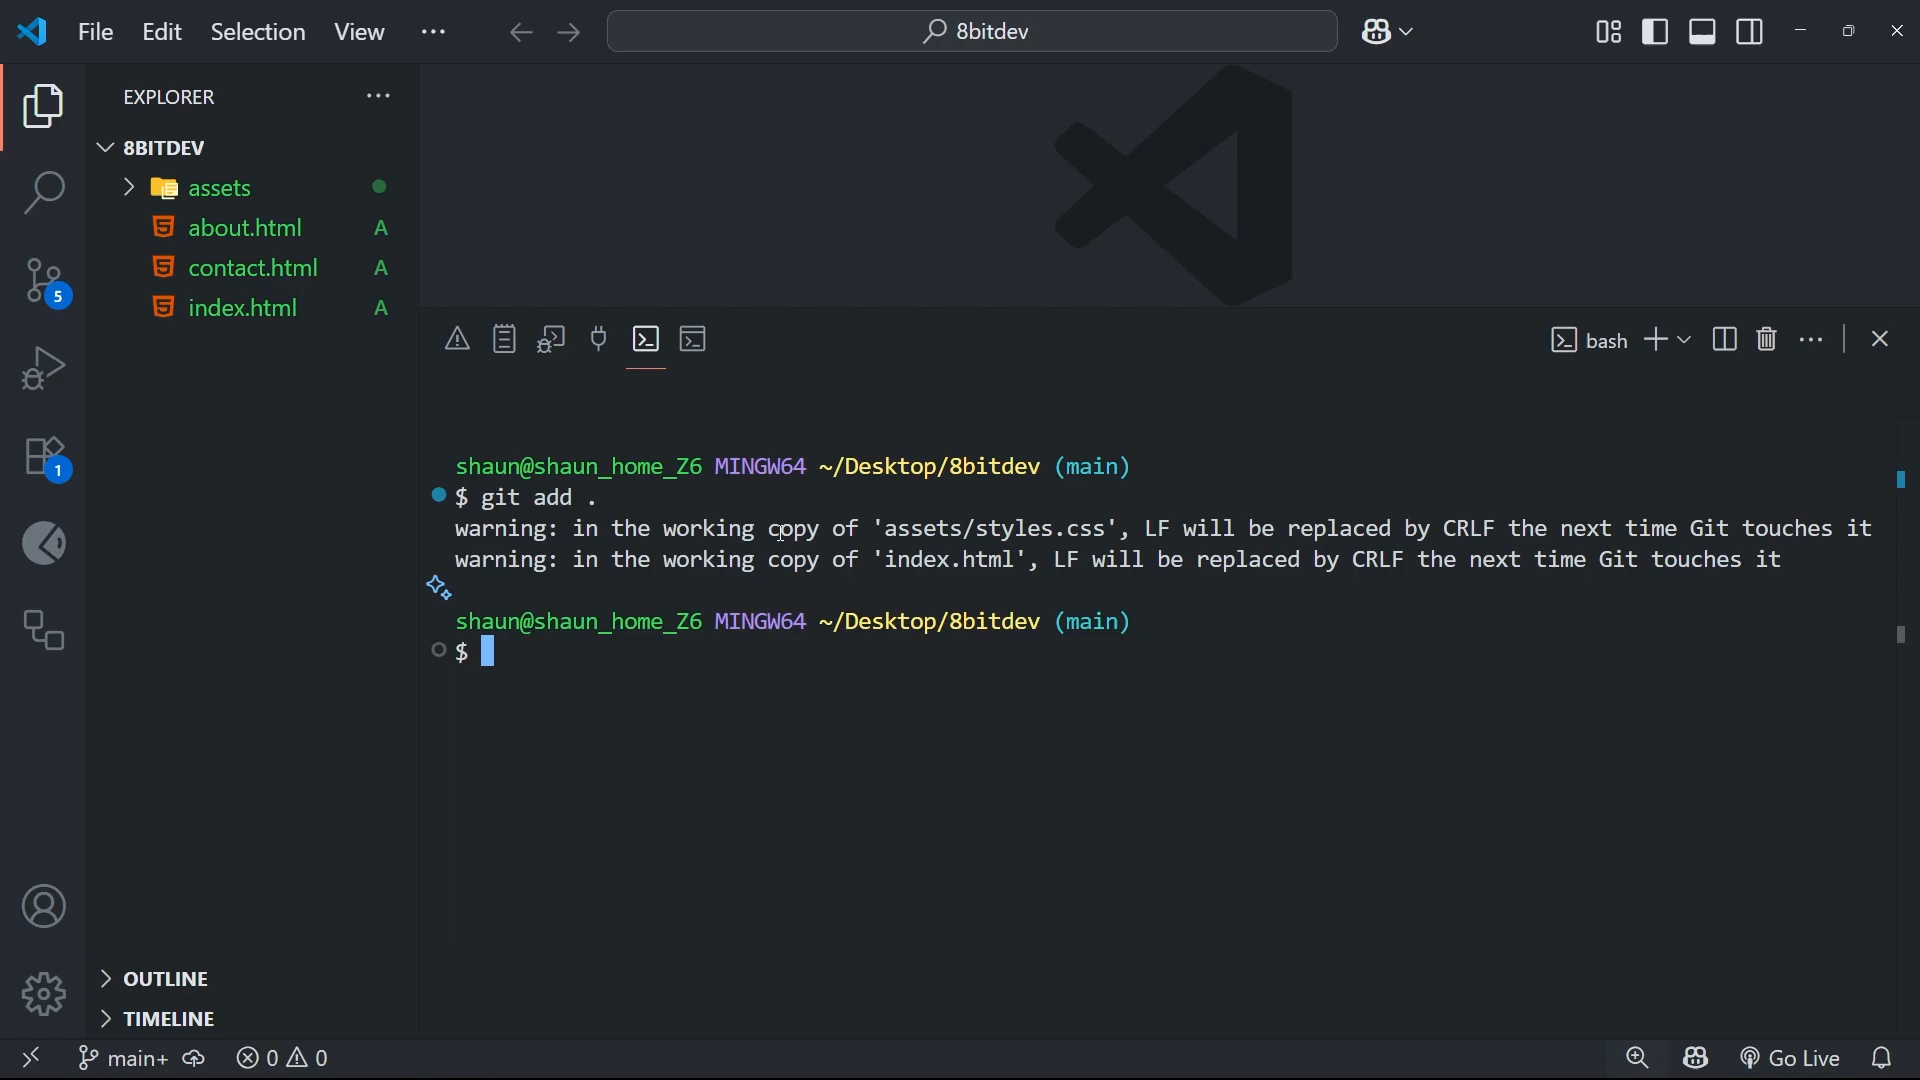 File Edit Selection View ··· 8bitdev
EXPLORER ···
8BITDEV
assets
about.html A
contact.html A
index.html A
5
1
bash
shaun@shaun_home_Z6 MINGW64 ~/Desktop/8bitdev (main)
$ git add .
warning: in the working copy of 'assets/styles.css', LF will be replaced by CRLF the next time Git touches it
warning: in the working copy of 'index.html', LF will be replaced by CRLF the next time Git touches it
shaun@shaun_home_Z6 MINGW64 ~/Desktop/8bitdev (main)
$
OUTLINE
TIMELINE
main+ 0 0 Go Live